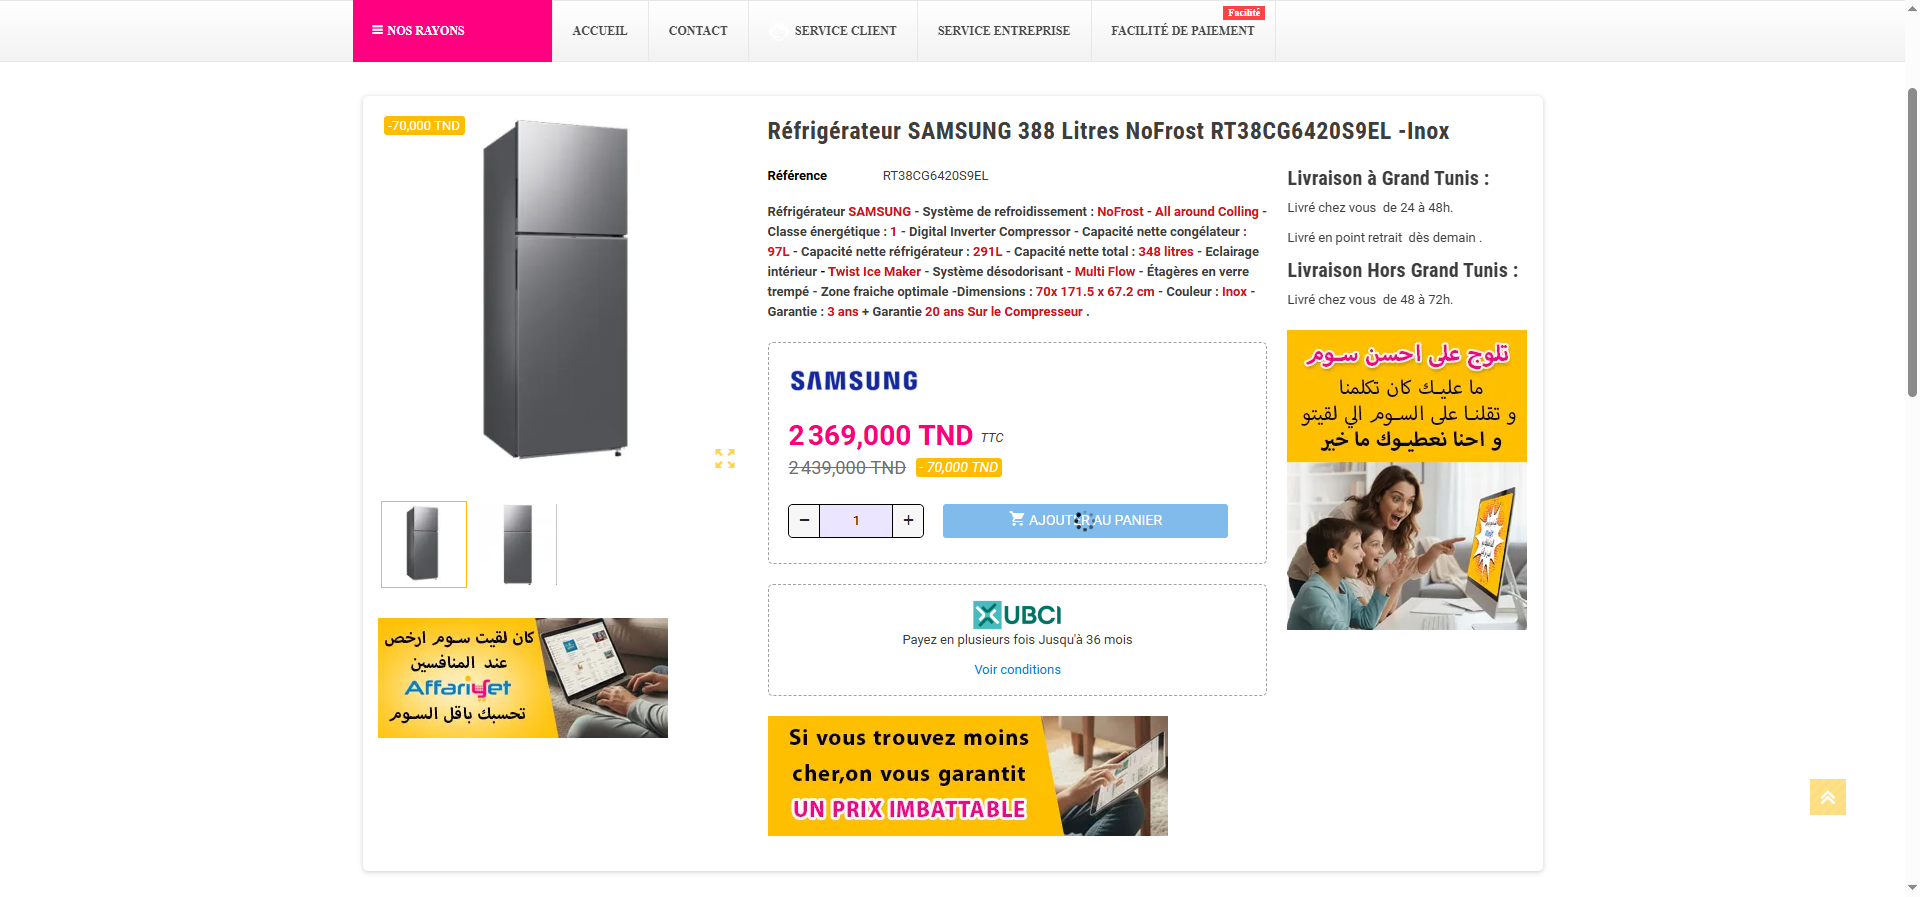 NOS RAYONS
ACCUEIL
CONTACT
SERVICE CLIENT
SERVICE ENTREPRISE
Facilité
FACILITÉ DE PAIEMENT
-70,000 TND
Réfrigérateur SAMSUNG 388 Litres NoFrost RT38CG6420S9EL -Inox
Référence RT38CG6420S9EL
Réfrigérateur SAMSUNG - Système de refroidissement : NoFrost - All around Colling -
Classe énergétique : 1 - Digital Inverter Compressor - Capacité nette congélateur :
97L - Capacité nette réfrigérateur : 291L - Capacité nette total : 348 litres - Eclairage
intérieur - Twist Ice Maker - Système désodorisant - Multi Flow - Étagères en verre
trempé - Zone fraiche optimale -Dimensions : 70x 171.5 x 67.2 cm - Couleur : Inox -
Garantie : 3 ans + Garantie 20 ans Sur le Compresseur .
SAMSUNG
2 369,000 TND TTC
2 439,000 TND - 70,000 TND
1
AJOUTER AU PANIER
UBCI
Payez en plusieurs fois Jusqu'à 36 mois
Voir conditions
Si vous trouvez moins
cher,on vous garantit
UN PRIX IMBATTABLE
Livraison à Grand Tunis :
Livré chez vous de 24 à 48h.
Livré en point retrait dès demain .
Livraison Hors Grand Tunis :
Livré chez vous de 48 à 72h.
تلوج على احسن سوم
ما عليك كان تكلمنا
و تقلنا على السوم الي لقيتو
و احنا نعطيوك ما خير
كان لقيت سوم ارخص
عند المنافسين
Affariyet
تحسبك باقل السوم